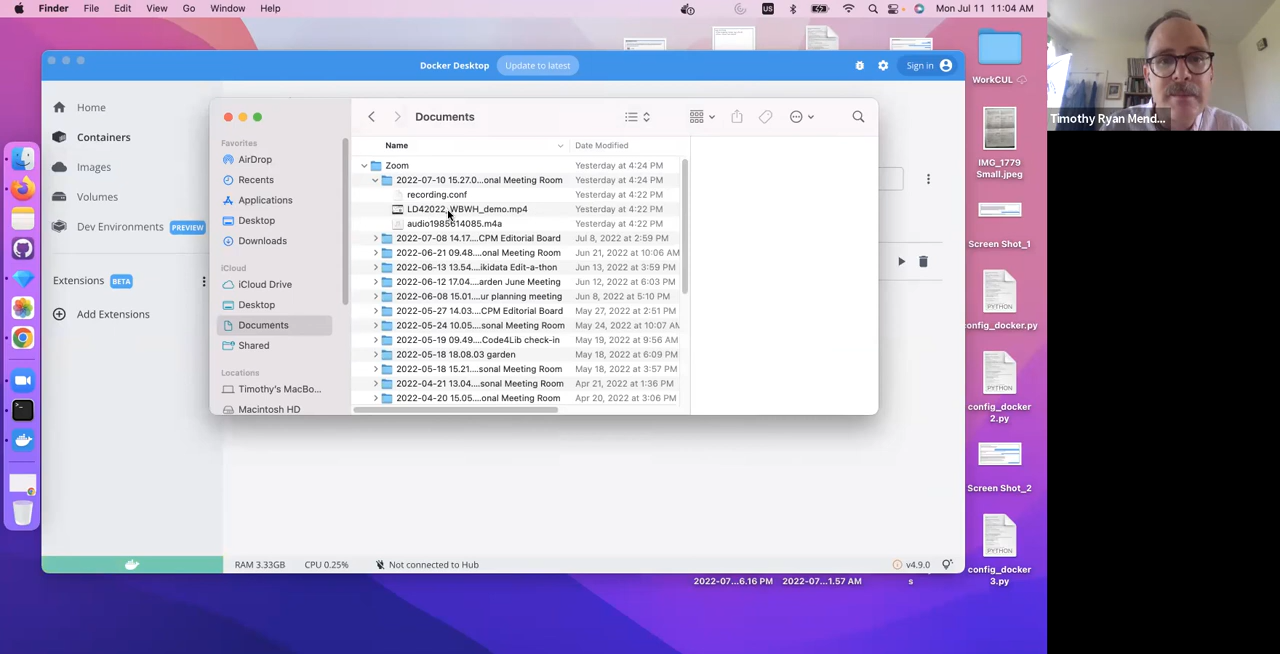 Finder File Edit View Go Window Help US Mon Jul 11 11:04 AM
Docker Desktop Update to latest Sign in
Home
Containers
Images
Volumes
Dev Environments PREVIEW
Extensions BETA
Add Extensions
Documents
Favorites
AirDrop
Recents
Applications
Desktop
Downloads
iCloud
iCloud Drive
Desktop
Documents
Shared
Locations
Timothy's MacBo...
Macintosh HD
Name Date Modified
Zoom Yesterday at 4:24 PM
2022-07-10 15.27.0...onal Meeting Room Yesterday at 4:24 PM
recording.conf Yesterday at 4:22 PM
LD42022_WBWH_demo.mp4 Yesterday at 4:22 PM
audio1985614085.m4a Yesterday at 4:22 PM
2022-07-08 14.17....CPM Editorial Board Jul 8, 2022 at 2:59 PM
2022-06-21 09.48....onal Meeting Room Jun 21, 2022 at 10:06 AM
2022-06-13 13.54....ikidata Edit-a-thon Jun 13, 2022 at 3:59 PM
2022-06-12 17.04....arden June Meeting Jun 12, 2022 at 6:03 PM
2022-06-08 15.01....ur planning meeting Jun 8, 2022 at 5:10 PM
2022-05-27 14.03....CPM Editorial Board May 27, 2022 at 2:51 PM
2022-05-24 10.05....sonal Meeting Room May 24, 2022 at 10:07 AM
2022-05-19 09.49....Code4Lib check-in May 19, 2022 at 9:56 AM
2022-05-18 18.08.03 garden May 18, 2022 at 6:09 PM
2022-05-18 15.21....sonal Meeting Room May 18, 2022 at 3:57 PM
2022-04-21 13.04....sonal Meeting Room Apr 21, 2022 at 1:36 PM
2022-04-20 15.05....onal Meeting Room Apr 20, 2022 at 3:06 PM
RAM 3.33GB CPU 0.25% Not connected to Hub v4.9.0
2022-07...6.16 PM 2022-07...1.57 AM s
WorkCUL
IMG_1779
Small.jpeg
Screen Shot_1
PYTHON
config_docker.py
PYTHON
config_docker
2.py
Screen Shot_2
PYTHON
config_docker
3.py
Timothy Ryan Mend...